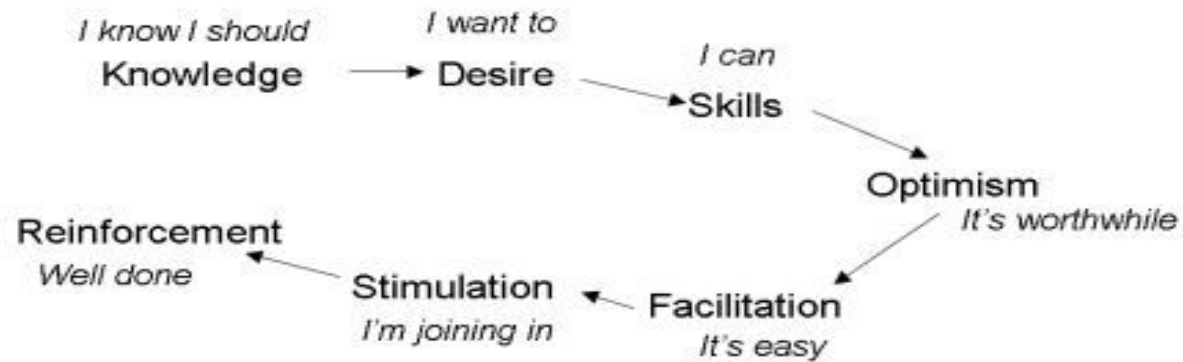 I know I should
Knowledge
I want to
Desire
I can
Skills
Optimism
It's worthwhile
Facilitation
It's easy
Stimulation
I'm joining in
Reinforcement
Well done